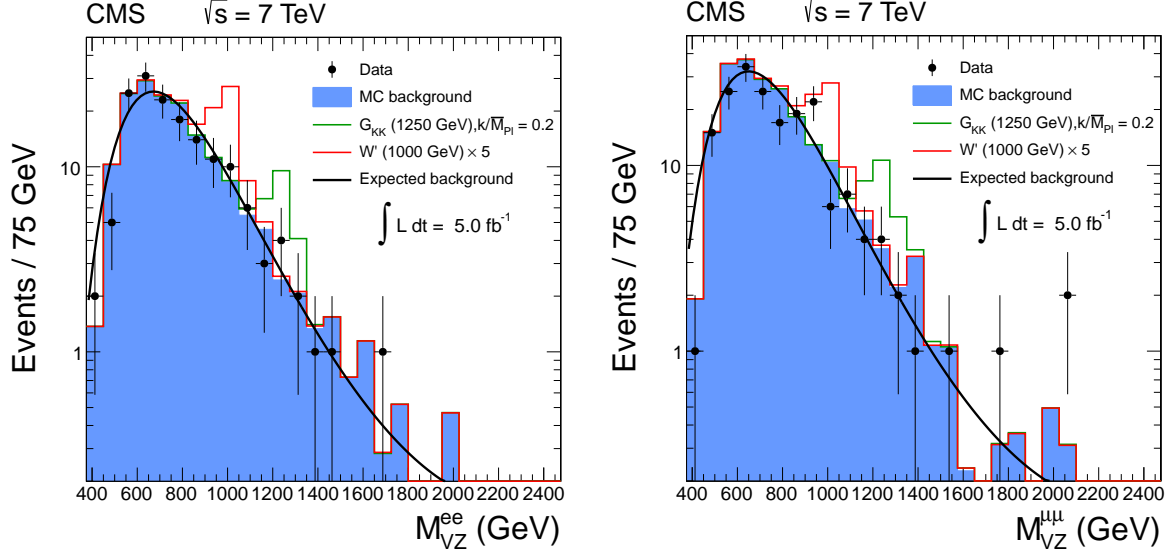 CMS √s = 7 TeV
Events / 75 GeV
10
1
Data
MC background
G_KK (1250 GeV),k/M̅_Pl = 0.2
W' (1000 GeV) × 5
Expected background
∫ L dt = 5.0 fb⁻¹
400 600 800 1000 1200 1400 1600 1800 2000 2200 2400
M_VZ^ee (GeV)
CMS √s = 7 TeV
Events / 75 GeV
10
1
Data
MC background
G_KK (1250 GeV),k/M̅_Pl = 0.2
W' (1000 GeV) × 5
Expected background
∫ L dt = 5.0 fb⁻¹
400 600 800 1000 1200 1400 1600 1800 2000 2200 2400
M_VZ^μμ (GeV)